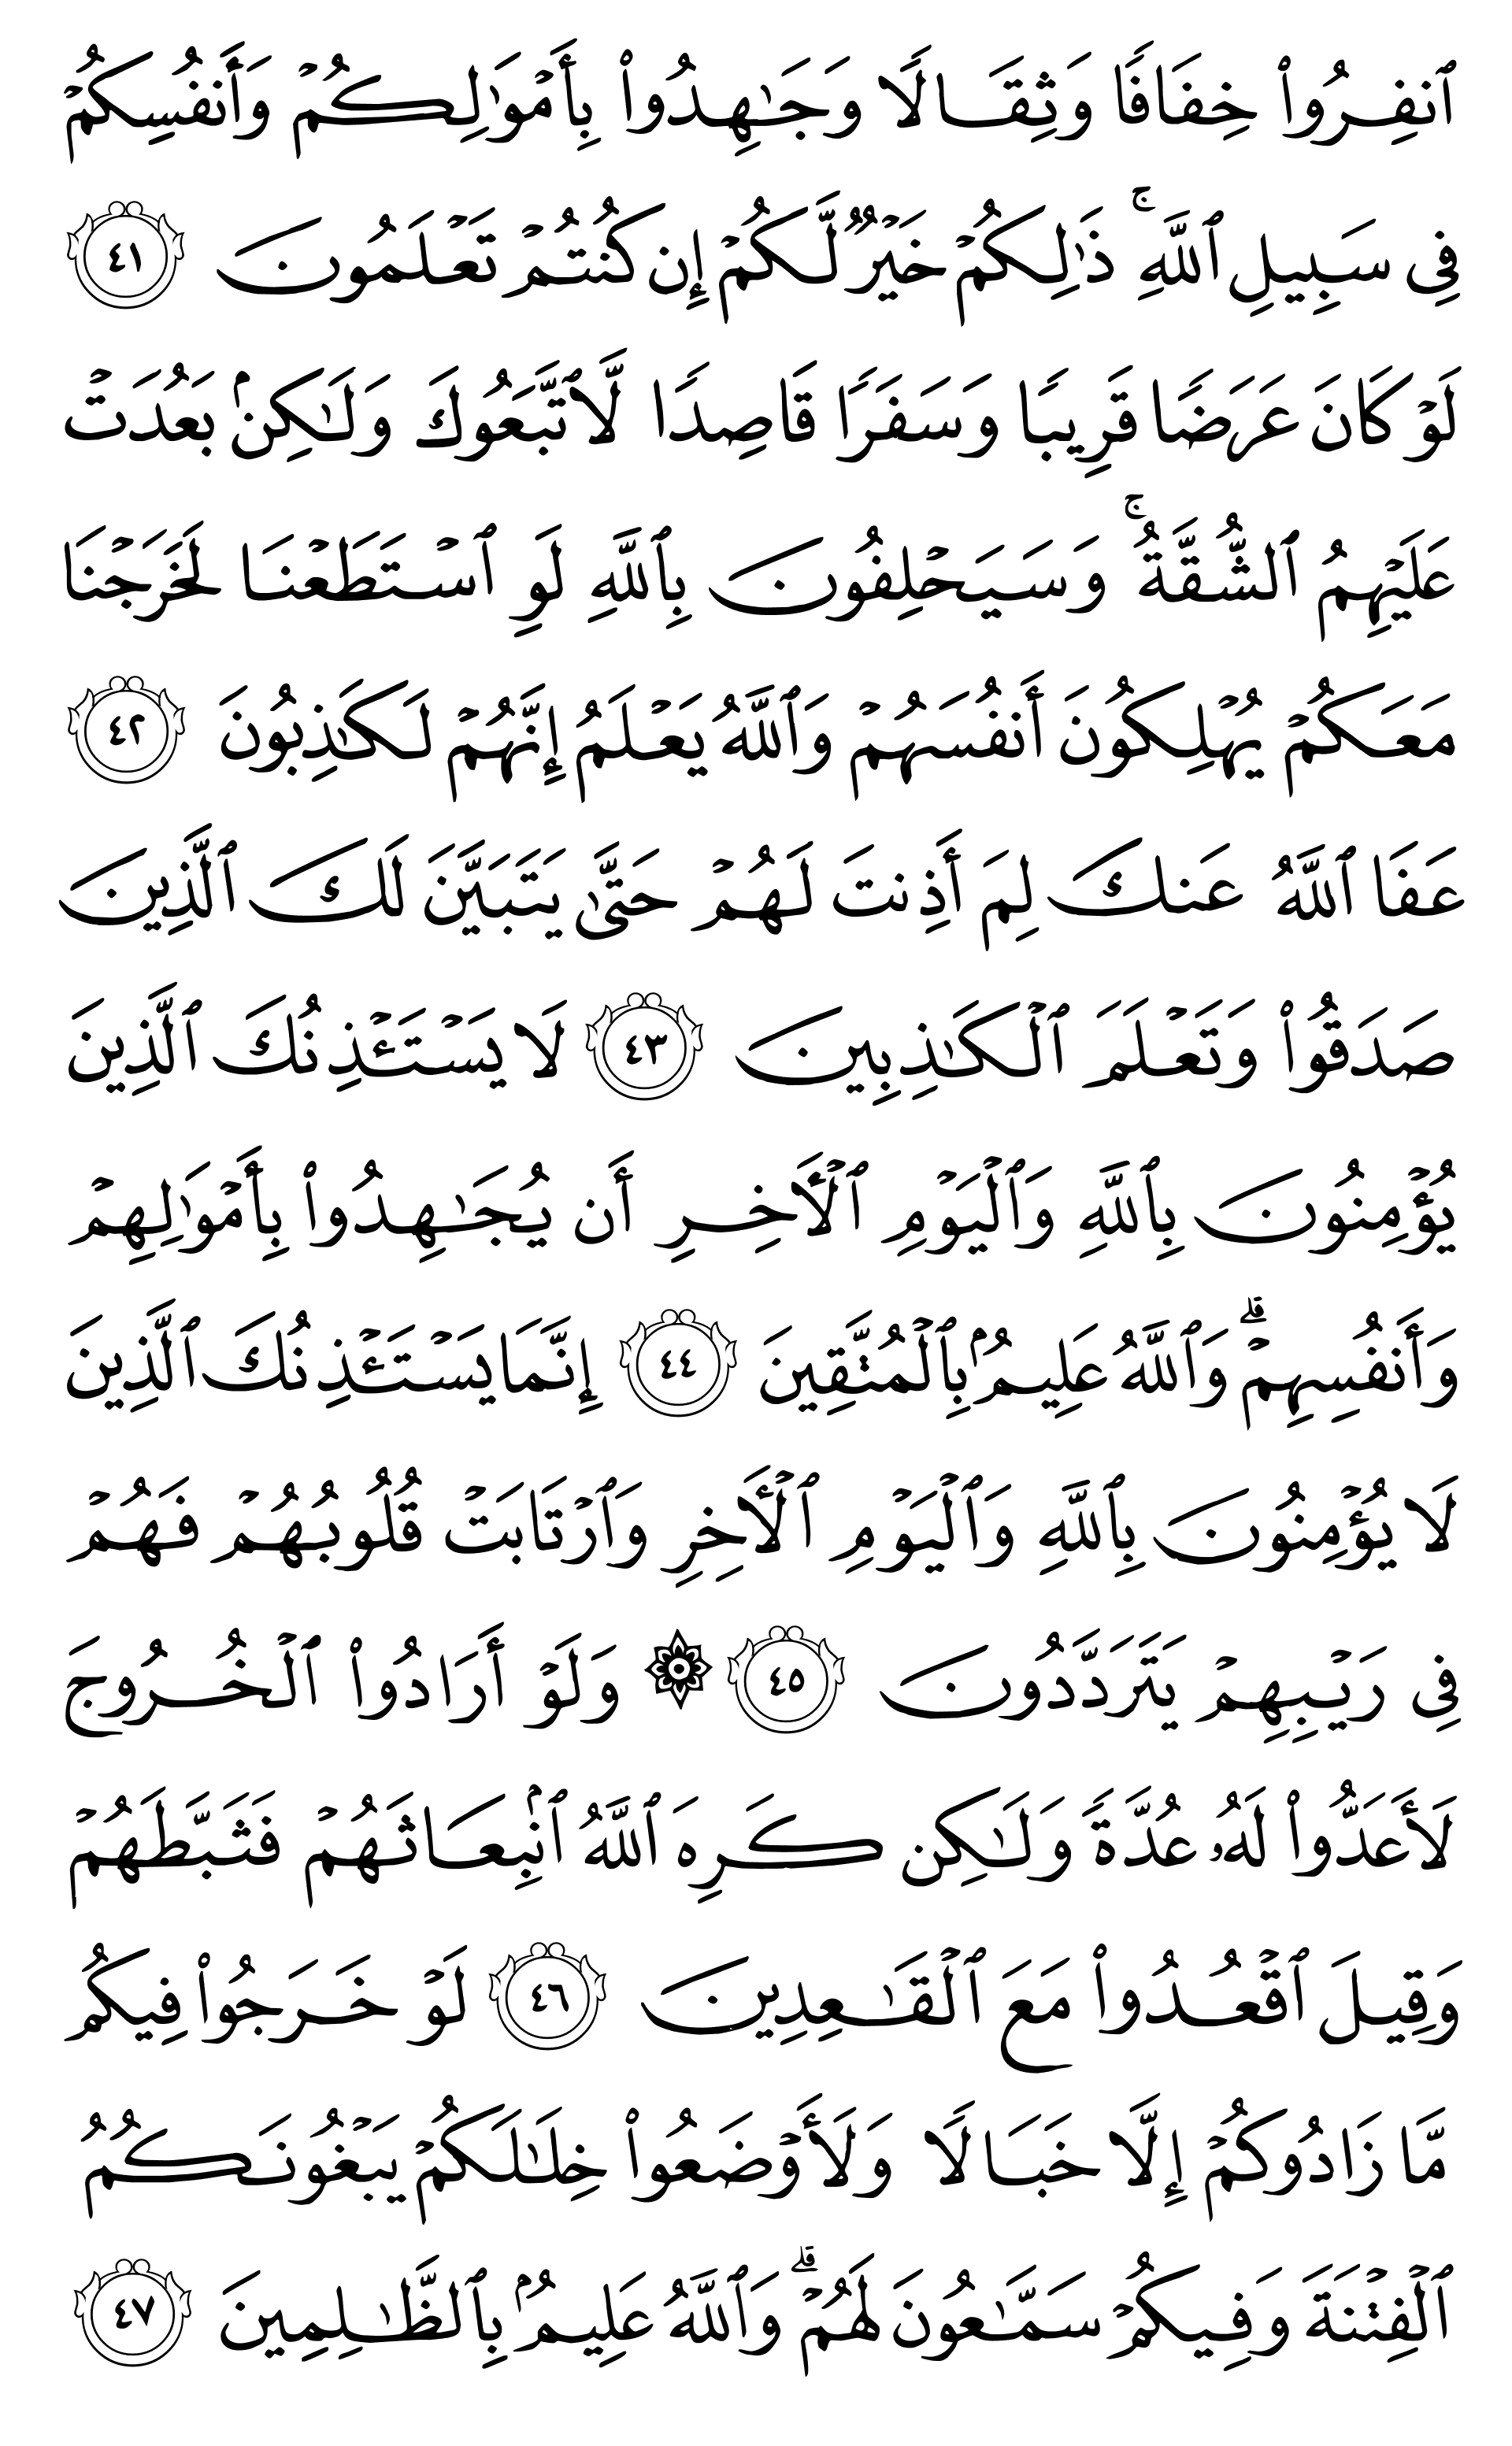 ٱنفِرُوا۟ خِفَافًا وَثِقَالًا وَجَـٰهِدُوا۟ بِأَمْوَٰلِكُمْ وَأَنفُسِكُمْ
فِى سَبِيلِ ٱللَّهِ ۚ ذَٰلِكُمْ خَيْرٌ لَّكُمْ إِن كُنتُمْ تَعْلَمُونَ ٤١
لَوْ كَانَ عَرَضًا قَرِيبًا وَسَفَرًا قَاصِدًا لَّٱتَّبَعُوكَ وَلَـٰكِنۢ بَعُدَتْ
عَلَيْهِمُ ٱلشُّقَّةُ ۚ وَسَيَحْلِفُونَ بِٱللَّهِ لَوِ ٱسْتَطَعْنَا لَخَرَجْنَا
مَعَكُمْ يُهْلِكُونَ أَنفُسَهُمْ وَٱللَّهُ يَعْلَمُ إِنَّهُمْ لَكَـٰذِبُونَ ٤٢
عَفَا ٱللَّهُ عَنكَ لِمَ أَذِنتَ لَهُمْ حَتَّىٰ يَتَبَيَّنَ لَكَ ٱلَّذِينَ
صَدَقُوا۟ وَتَعْلَمَ ٱلْكَـٰذِبِينَ ٤٣ لَا يَسْتَـْٔذِنُكَ ٱلَّذِينَ
يُؤْمِنُونَ بِٱللَّهِ وَٱلْيَوْمِ ٱلْـَٔاخِرِ أَن يُجَـٰهِدُوا۟ بِأَمْوَٰلِهِمْ
وَأَنفُسِهِمْ ۗ وَٱللَّهُ عَلِيمٌۢ بِٱلْمُتَّقِينَ ٤٤ إِنَّمَا يَسْتَـْٔذِنُكَ ٱلَّذِينَ
لَا يُؤْمِنُونَ بِٱللَّهِ وَٱلْيَوْمِ ٱلْـَٔاخِرِ وَٱرْتَابَتْ قُلُوبُهُمْ فَهُمْ
فِى رَيْبِهِمْ يَتَرَدَّدُونَ ٤٥ ۞ وَلَوْ أَرَادُوا۟ ٱلْخُرُوجَ
لَأَعَدُّوا۟ لَهُۥ عُدَّةً وَلَـٰكِن كَرِهَ ٱللَّهُ ٱنۢبِعَاثَهُمْ فَثَبَّطَهُمْ
وَقِيلَ ٱقْعُدُوا۟ مَعَ ٱلْقَـٰعِدِينَ ٤٦ لَوْ خَرَجُوا۟ فِيكُم
مَّا زَادُوكُمْ إِلَّا خَبَالًا وَلَأَوْضَعُوا۟ خِلَـٰلَكُمْ يَبْغُونَكُمُ
ٱلْفِتْنَةَ وَفِيكُمْ سَمَّـٰعُونَ لَهُمْ ۗ وَٱللَّهُ عَلِيمٌۢ بِٱلظَّـٰلِمِينَ ٤٧